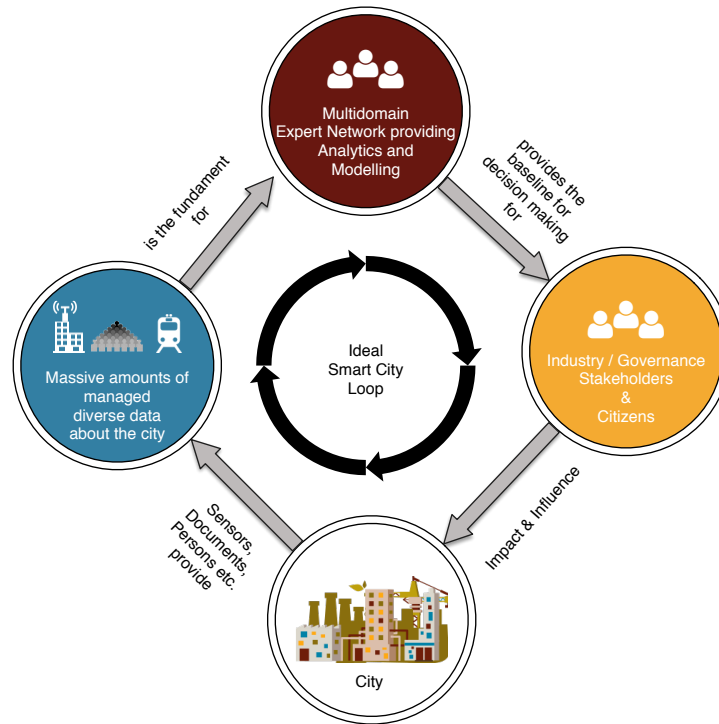 Multidomain
Expert Network providing
Analytics and
Modelling
is the fundament
for
provides the
baseline for
decision making
for
Ideal
Smart City
Loop
Massive amounts of
managed
diverse data
about the city
Industry / Governance
Stakeholders
&
Citizens
Sensors,
Documents,
Persons etc.
provide
Impact & Influence
City